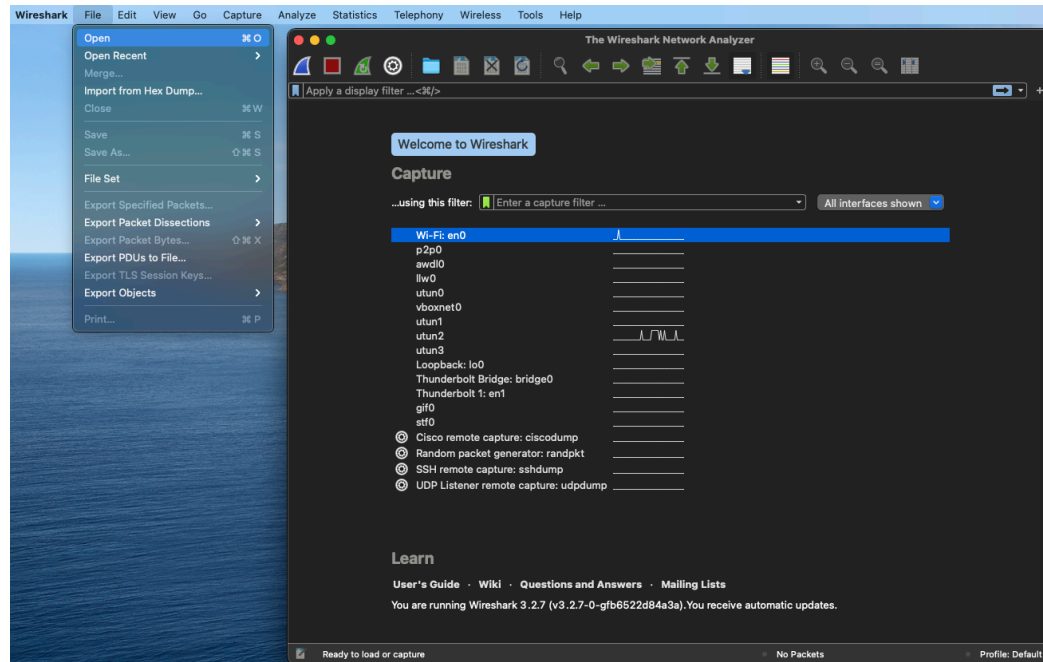 Wireshark File Edit View Go Capture Analyze Statistics Telephony Wireless Tools Help
Open ⌘ O
Open Recent >
Merge...
Import from Hex Dump...
Close ⌘ W
Save ⌘ S
Save As... ⇧ ⌘ S
File Set >
Export Specified Packets...
Export Packet Dissections >
Export Packet Bytes... ⇧ ⌘ X
Export PDUs to File...
Export TLS Session Keys...
Export Objects >
Print... ⌘ P
The Wireshark Network Analyzer
Apply a display filter ...<⌘/>
Welcome to Wireshark
Capture
...using this filter: Enter a capture filter ... All interfaces shown
Wi-Fi: en0
p2p0
awdl0
llw0
utun0
vboxnet0
utun1
utun2
utun3
Loopback: lo0
Thunderbolt Bridge: bridge0
Thunderbolt 1: en1
gif0
stf0
Cisco remote capture: ciscodump
Random packet generator: randpkt
SSH remote capture: sshdump
UDP Listener remote capture: udpdump
Learn
User's Guide · Wiki · Questions and Answers · Mailing Lists
You are running Wireshark 3.2.7 (v3.2.7-0-gfb6522d84a3a).You receive automatic updates.
Ready to load or capture No Packets Profile: Default